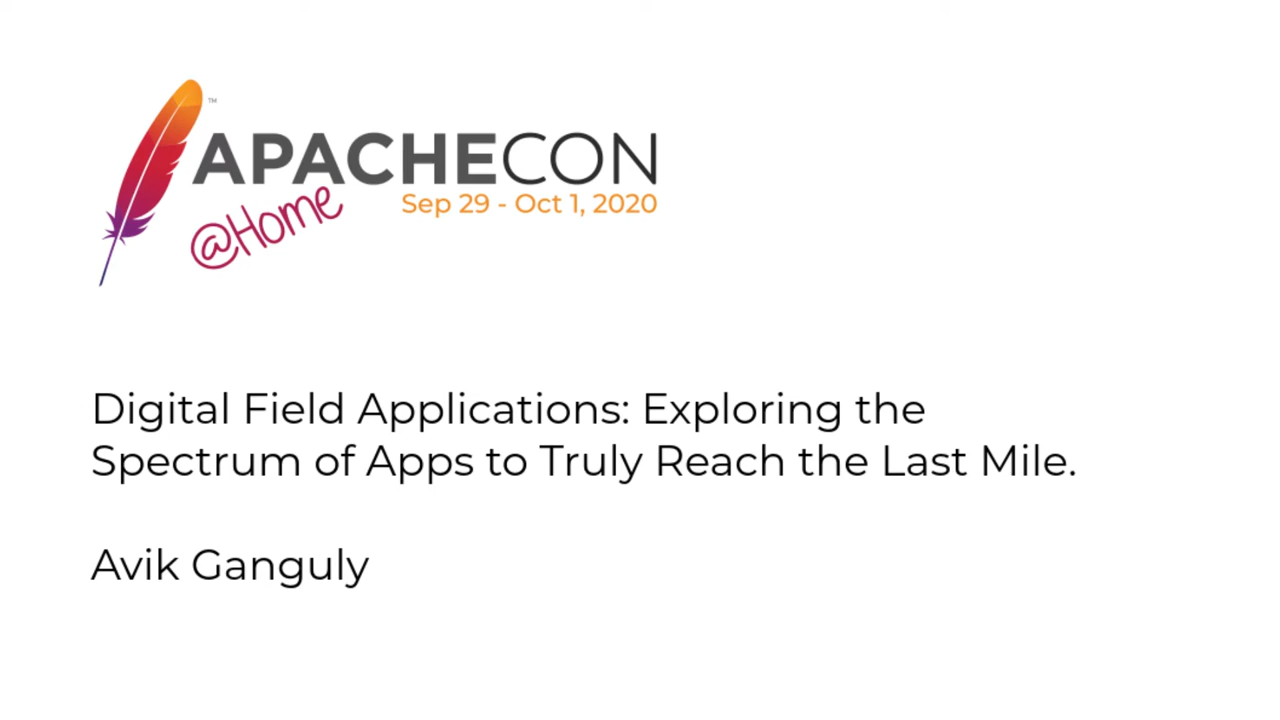 ™
APACHECON
@Home
Sep 29 - Oct 1, 2020
Digital Field Applications: Exploring the
Spectrum of Apps to Truly Reach the Last Mile.
Avik Ganguly